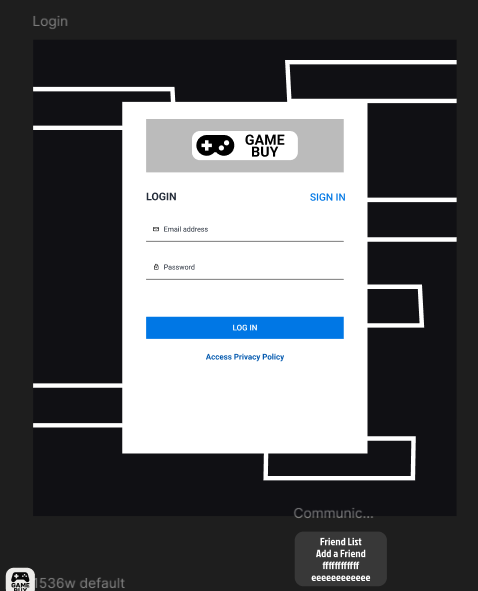 Login
GAME
BUY
LOGIN
SIGN IN
Email address
Password
LOG IN
Access Privacy Policy
Communic...
Friend List
Add a Friend
fffffffffff
eeeeeeeeeeee
GAME
BUY
1536w default